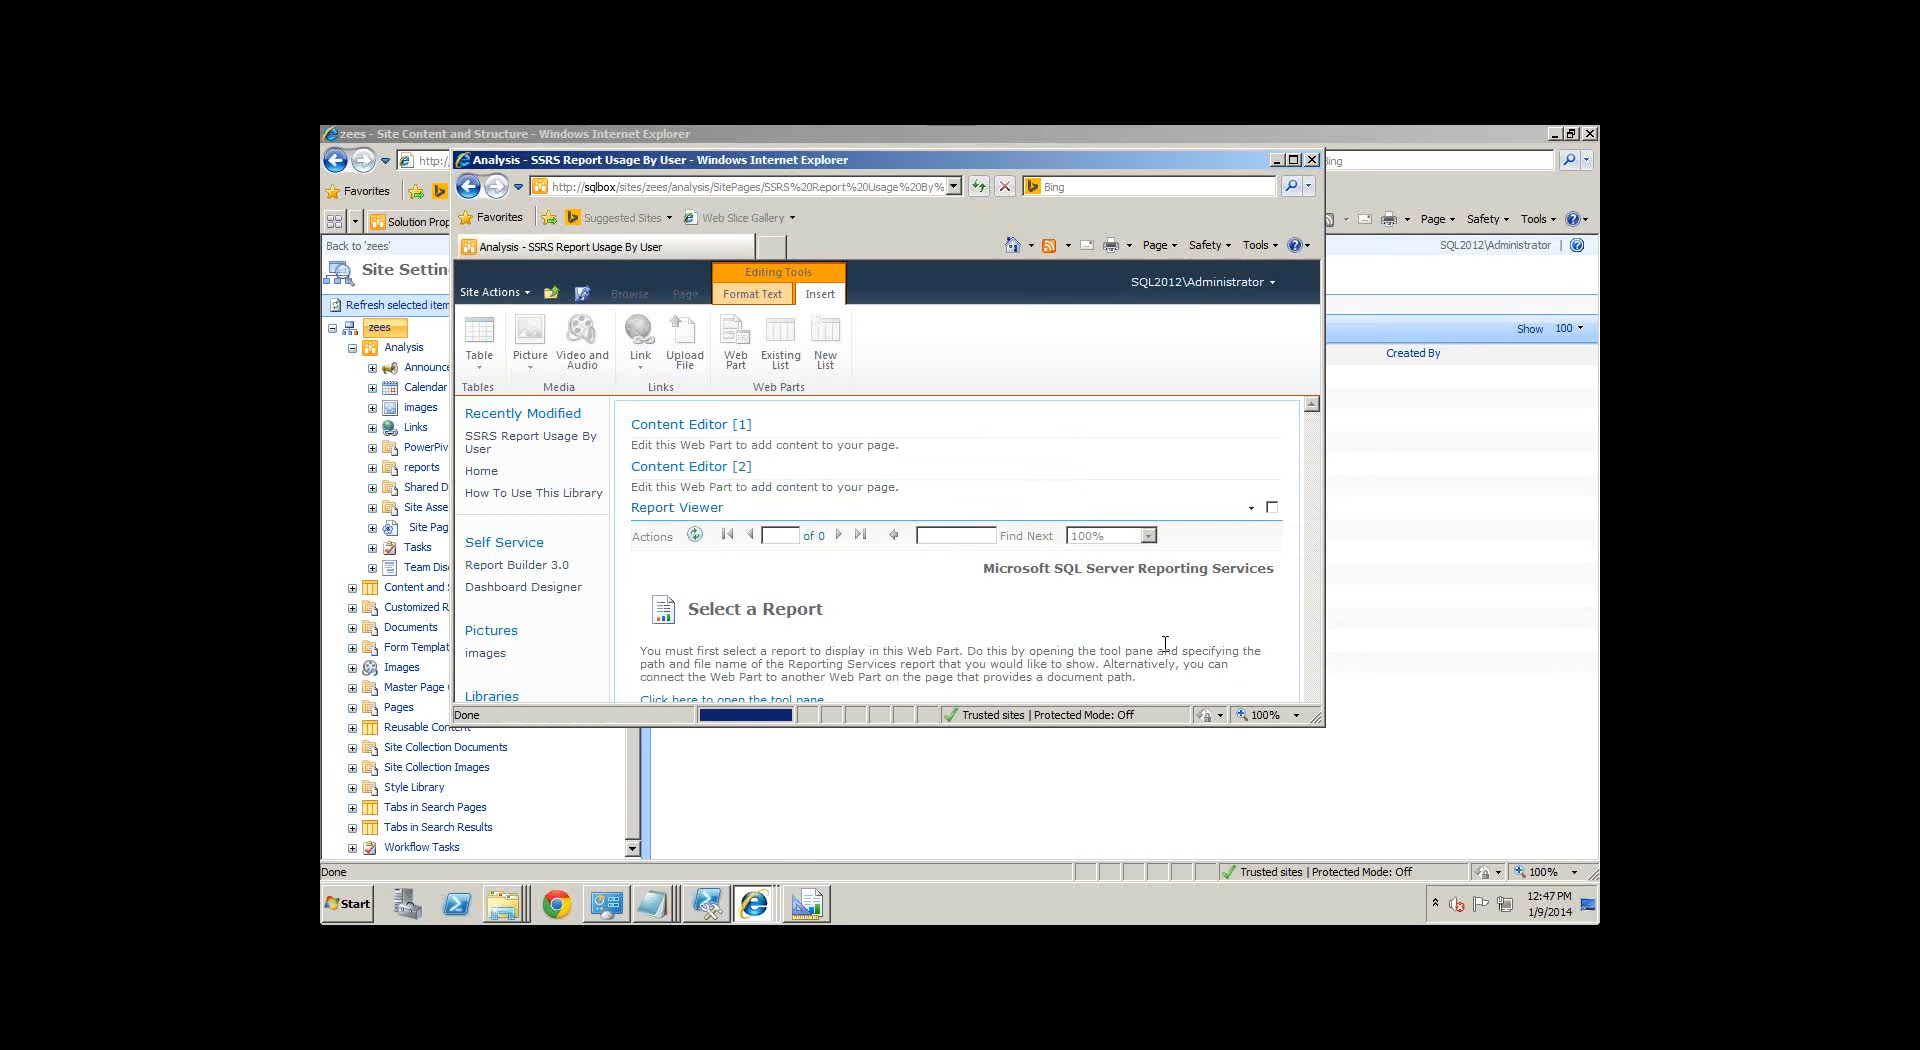 zees - Site Content and Structure - Windows Internet Explorer
http:/
Bing
Favorites
Solution Prop
Page
Safety
Tools
Back to 'zees'
SQL2012\Administrator
Site Settin
Refresh selected item
Show 100
Created By
zees
Analysis
Announce
Calendar
images
Links
PowerPiv
reports
Shared D
Site Asse
Site Pag
Tasks
Team Dis
Content and S
Customized R
Documents
Form Templat
Images
Master Page
Pages
Reusable Content
Site Collection Documents
Site Collection Images
Style Library
Tabs in Search Pages
Tabs in Search Results
Workflow Tasks
Analysis - SSRS Report Usage By User - Windows Internet Explorer
http://sqlbox/sites/zees/analysis/SitePages/SSRS%20Report%20Usage%20By%
Bing
Favorites
Suggested Sites
Web Slice Gallery
Analysis - SSRS Report Usage By User
Page
Safety
Tools
Editing Tools
Site Actions
Browse
Page
Format Text
Insert
SQL2012\Administrator
Table
Picture
Video and Audio
Link
Upload File
Web Part
Existing List
New List
Tables
Media
Links
Web Parts
Recently Modified
SSRS Report Usage By
User
Home
How To Use This Library
Self Service
Report Builder 3.0
Dashboard Designer
Pictures
images
Libraries
Content Editor [1]
Edit this Web Part to add content to your page.
Content Editor [2]
Edit this Web Part to add content to your page.
Report Viewer
Actions
of 0
Find Next
100%
Microsoft SQL Server Reporting Services
Select a Report
You must first select a report to display in this Web Part. Do this by opening the tool pane and specifying the
path and file name of the Reporting Services report that you would like to show. Alternatively, you can
connect the Web Part to another Web Part on the page that provides a document path.
Click here to open the tool pane
Done
Trusted sites | Protected Mode: Off
100%
Done
Trusted sites | Protected Mode: Off
100%
Start
12:47 PM
1/9/2014